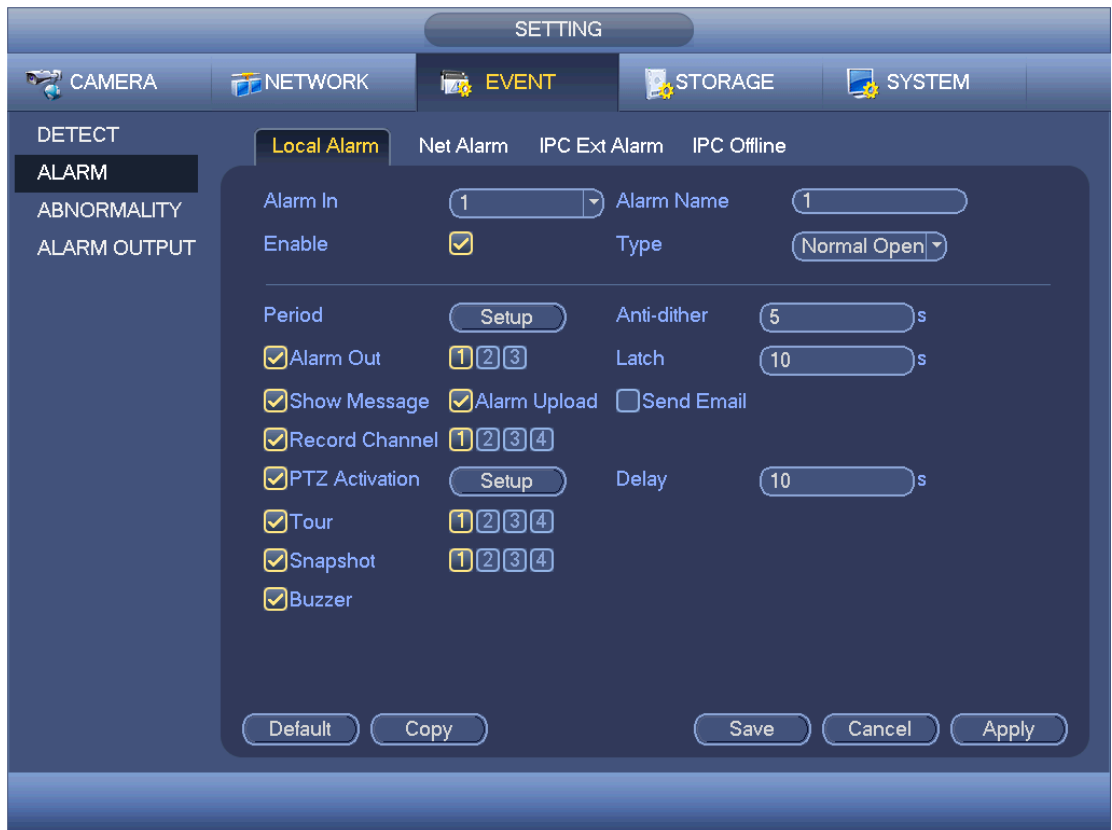 SETTING
CAMERA NETWORK EVENT STORAGE SYSTEM
DETECT
ALARM
ABNORMALITY
ALARM OUTPUT
Local Alarm Net Alarm IPC Ext Alarm IPC Offline
Alarm In 1 Alarm Name 1
Enable Type Normal Open
Period Setup Anti-dither 5 s
Alarm Out 1 2 3 Latch 10 s
Show Message Alarm Upload Send Email
Record Channel 1 2 3 4
PTZ Activation Setup Delay 10 s
Tour 1 2 3 4
Snapshot 1 2 3 4
Buzzer
Default Copy Save Cancel Apply